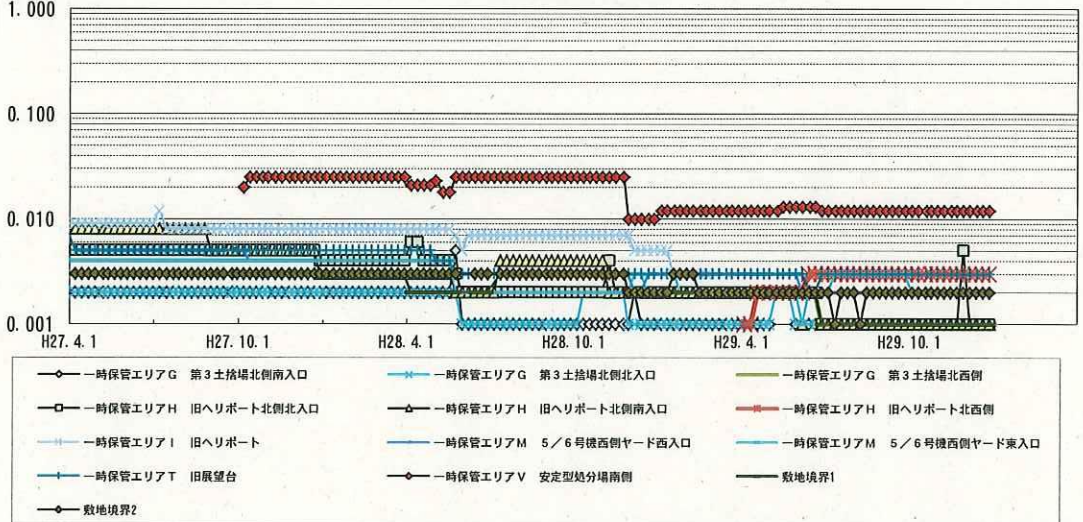 1.000
0.100
0.010
0.001
H27.4.1 H27.10.1 H28.4.1 H28.10.1 H29.4.1 H29.10.1
一時保管エリアG 第3土捨場北側南入口 一時保管エリアG 第3土捨場北側北入口 一時保管エリアG 第3土捨場北西側
一時保管エリアH 旧ヘリポート北側北入口 一時保管エリアH 旧ヘリポート北側南入口 一時保管エリアH 旧ヘリポート北西側
一時保管エリアI 旧ヘリポート 一時保管エリアM 5/6号機西側ヤード西入口 一時保管エリアM 5/6号機西側ヤード東入口
一時保管エリアT 旧展望台 一時保管エリアV 安定型処分場南側 敷地境界1
敷地境界2